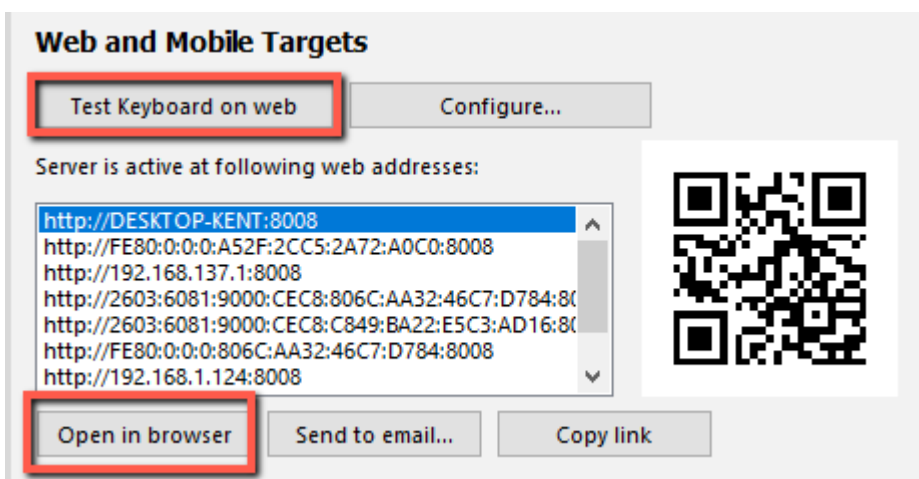 Web and Mobile Targets
Test Keyboard on web
Configure...
Server is active at following web addresses:
http://DESKTOP-KENT:8008
http://FE80:0:0:0:A52F:2CC5:2A72:A0C0:8008
http://192.168.137.1:8008
http://2603:6081:9000:CEC8:806C:AA32:46C7:D784:80
http://2603:6081:9000:CEC8:C849:BA22:E5C3:AD16:80
http://FE80:0:0:0:806C:AA32:46C7:D784:8008
http://192.168.1.124:8008
Open in browser
Send to email...
Copy link